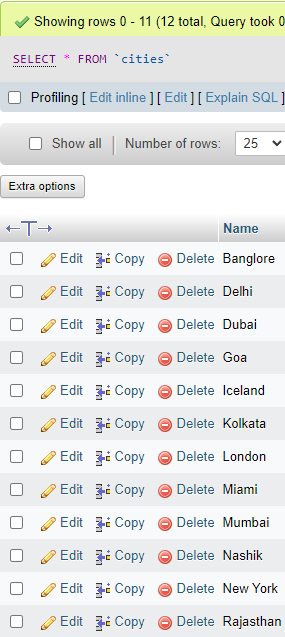 Showing rows 0 - 11 (12 total, Query took 0
SELECT * FROM `cities`
Profiling [ Edit inline ] [ Edit ] [ Explain SQL ]
Show all Number of rows: 25
Extra options
Name
Edit Copy Delete Banglore
Edit Copy Delete Delhi
Edit Copy Delete Dubai
Edit Copy Delete Goa
Edit Copy Delete Iceland
Edit Copy Delete Kolkata
Edit Copy Delete London
Edit Copy Delete Miami
Edit Copy Delete Mumbai
Edit Copy Delete Nashik
Edit Copy Delete New York
Edit Copy Delete Rajasthan